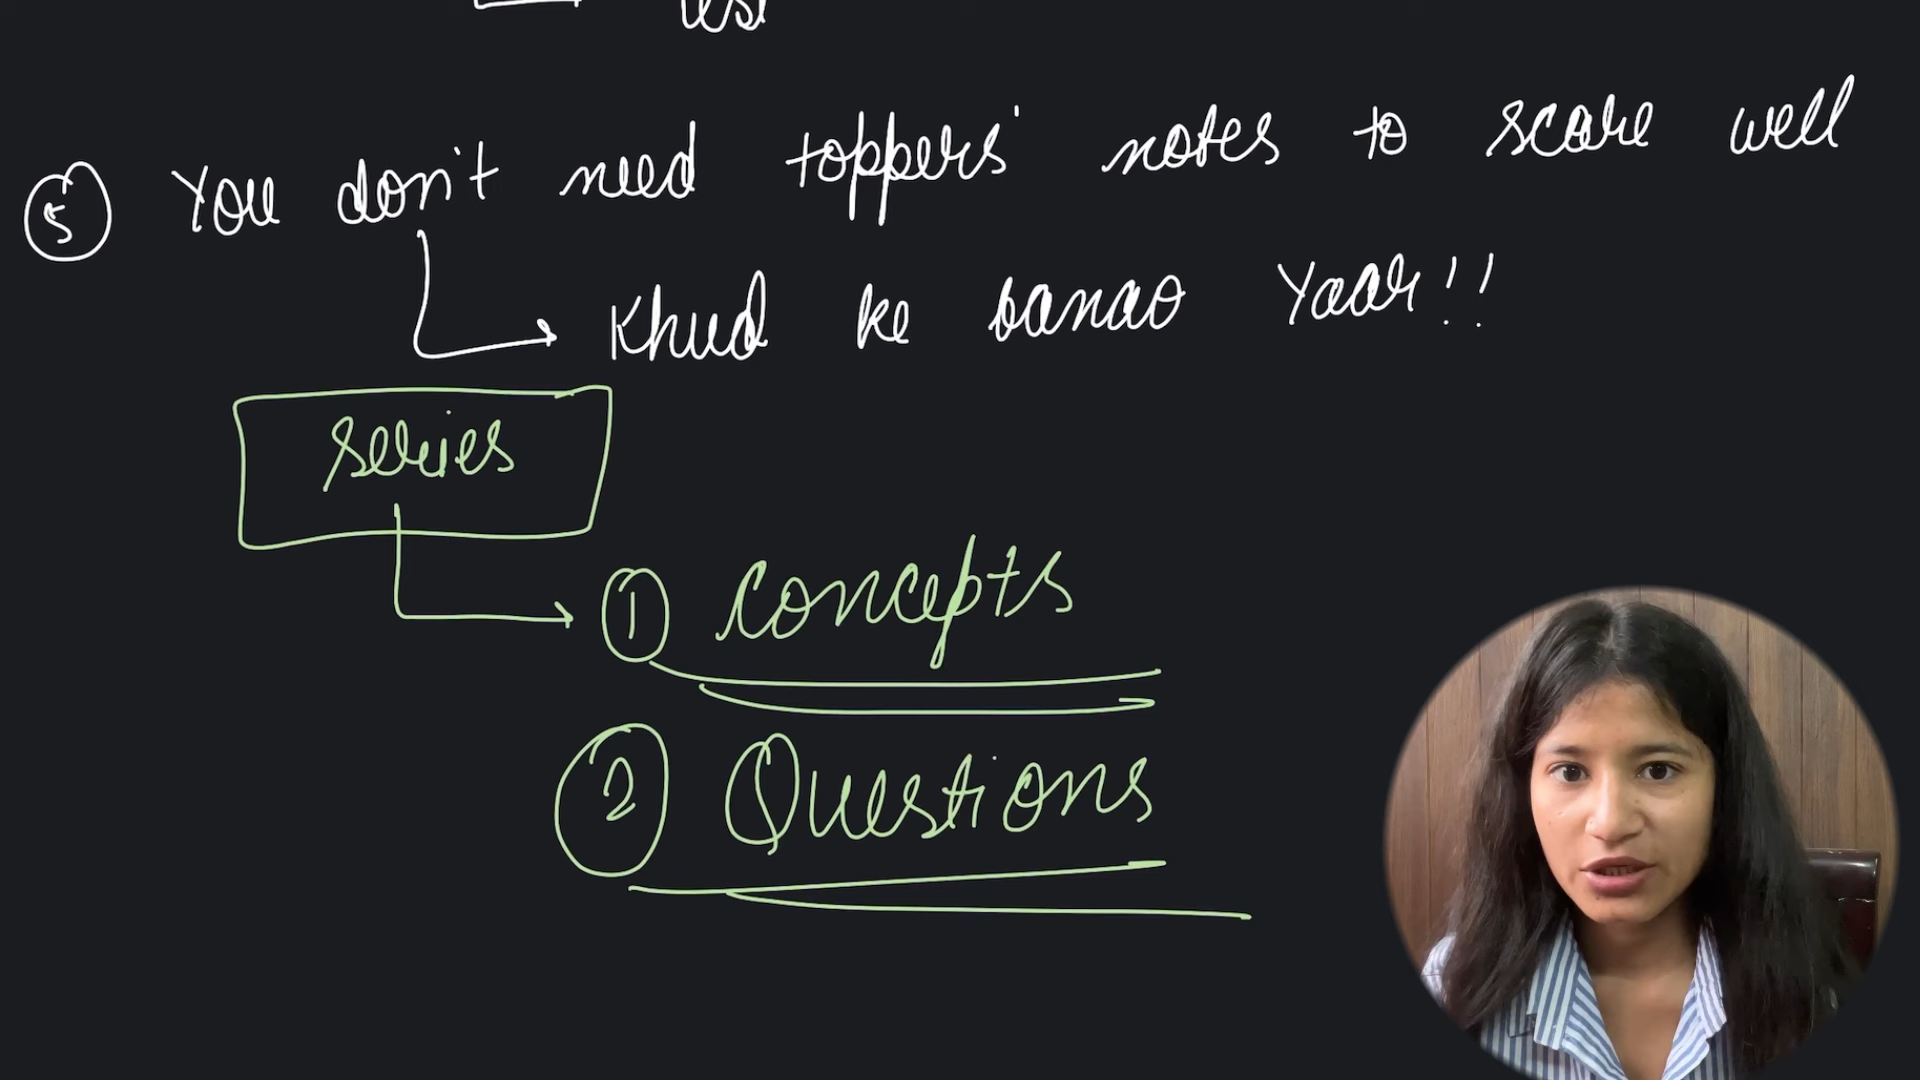 ⑤ You don't need toppers' notes to score well
Khud ke banao Yaar!!
series
① concepts
② Questions